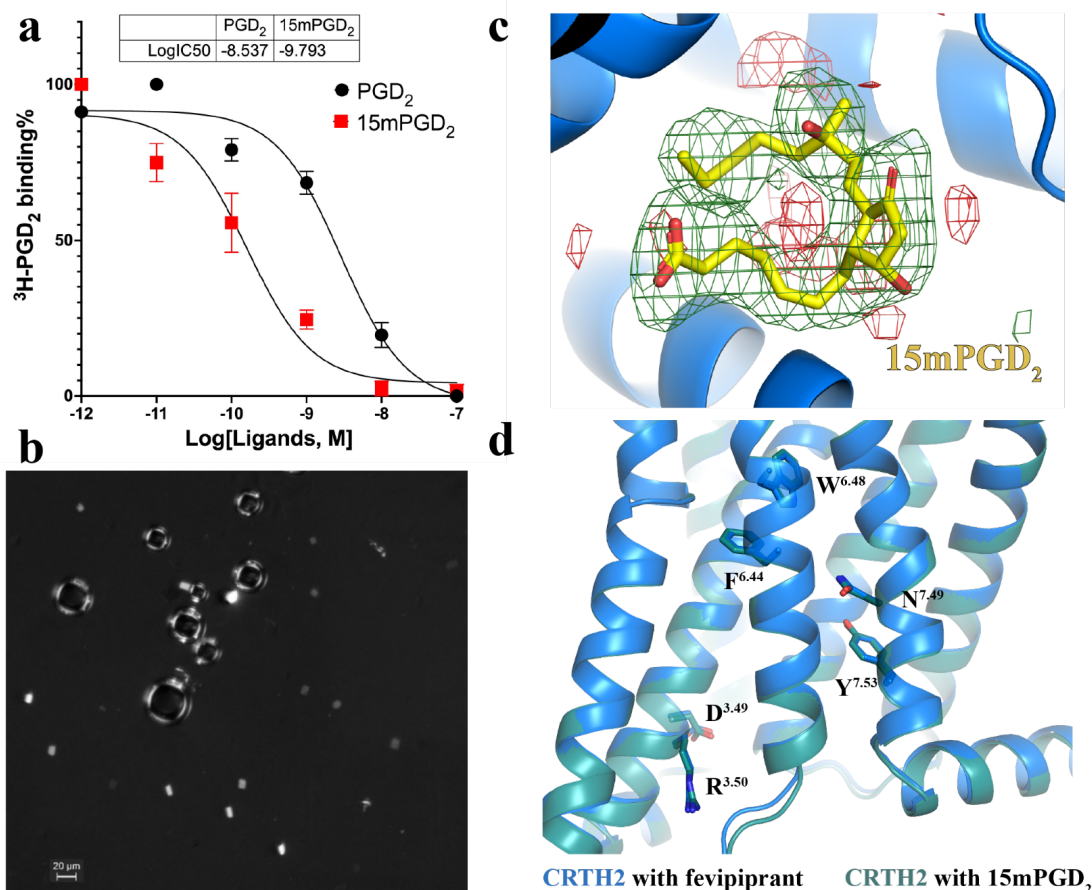 a
PGD₂ 15mPGD₂
LogIC50 -8.537 -9.793
PGD₂
15mPGD₂
³H-PGD₂ binding%
100
50
0
-12 -11 -10 -9 -8 -7
Log[Ligands, M]
b
20 µm
c
15mPGD₂
d
W⁶·⁴⁸
F⁶·⁴⁴
N⁷·⁴⁹
Y⁷·⁵³
D³·⁴⁹
R³·⁵⁰
CRTH2 with fevipiprant CRTH2 with 15mPGD₂